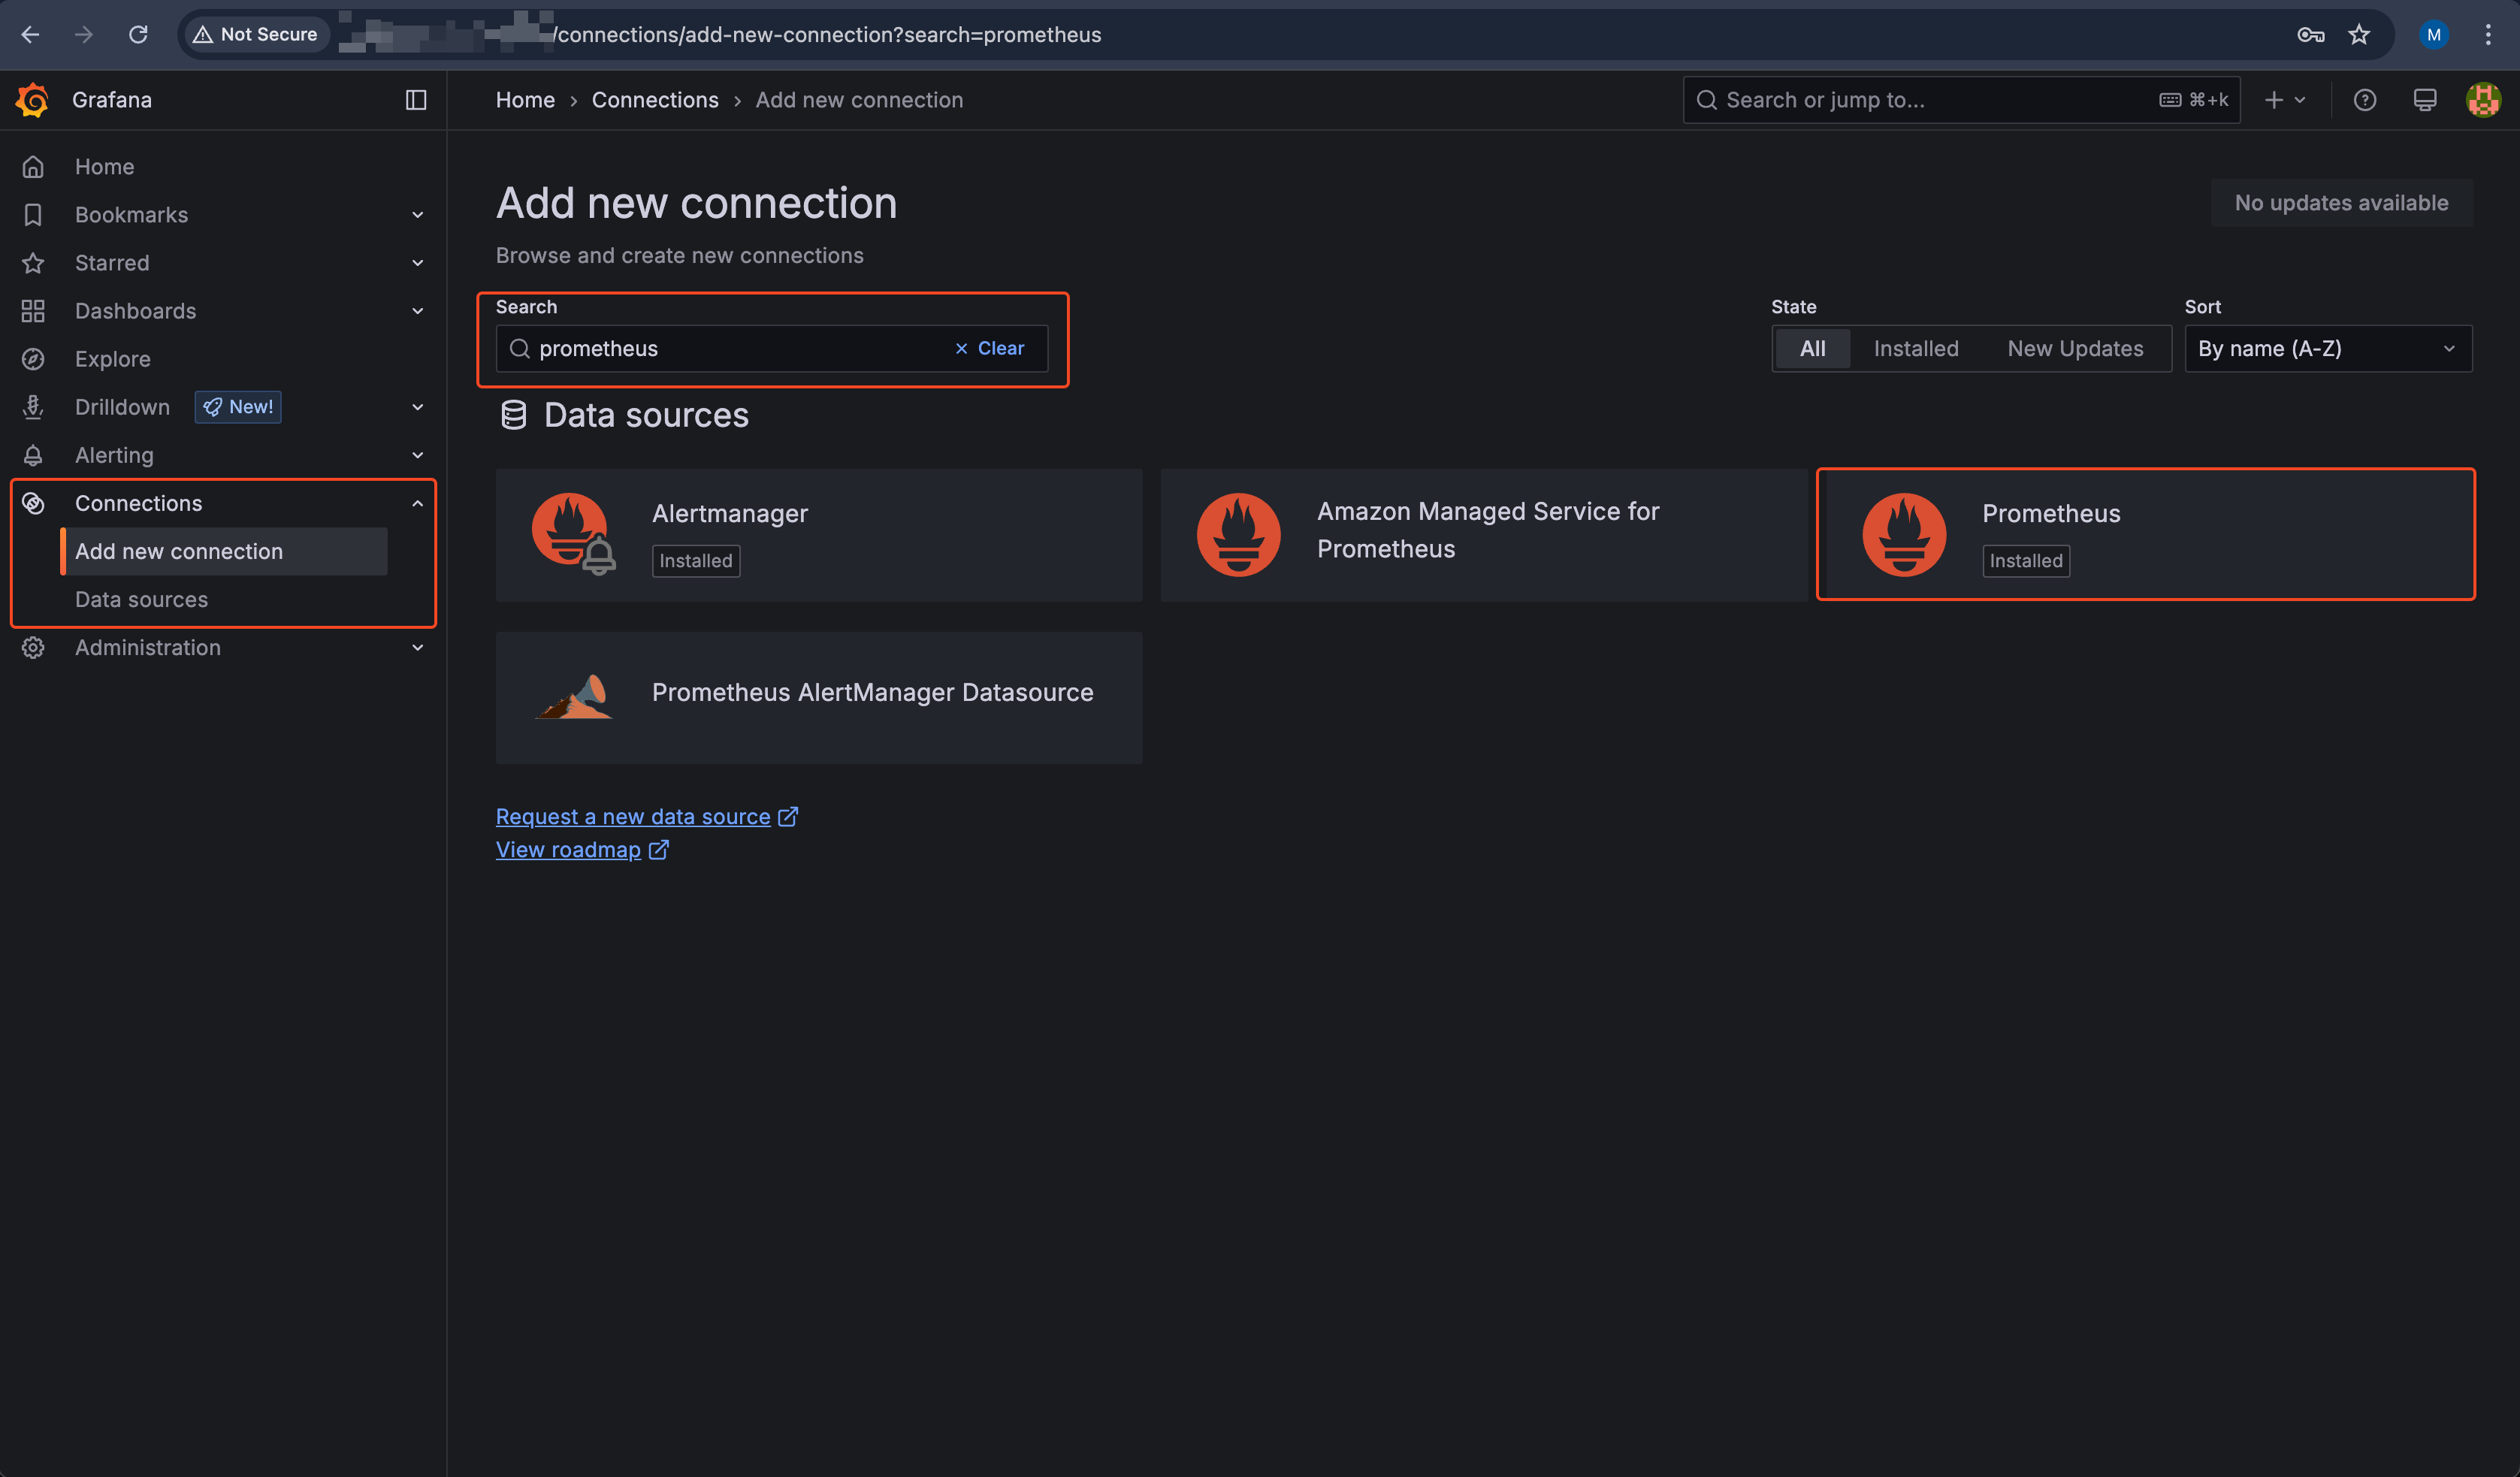 Not Secure
/connections/add-new-connection?search=prometheus
M
Grafana
Home › Connections › Add new connection
Search or jump to...
⌘+k
Home
Bookmarks
Starred
Dashboards
Explore
Drilldown
New!
Alerting
Connections
Add new connection
Data sources
Administration
Add new connection
No updates available
Browse and create new connections
Search
prometheus
Clear
State
All
Installed
New Updates
Sort
By name (A-Z)
Data sources
Alertmanager
Installed
Amazon Managed Service for
Prometheus
Prometheus
Installed
Prometheus AlertManager Datasource
Request a new data source
View roadmap